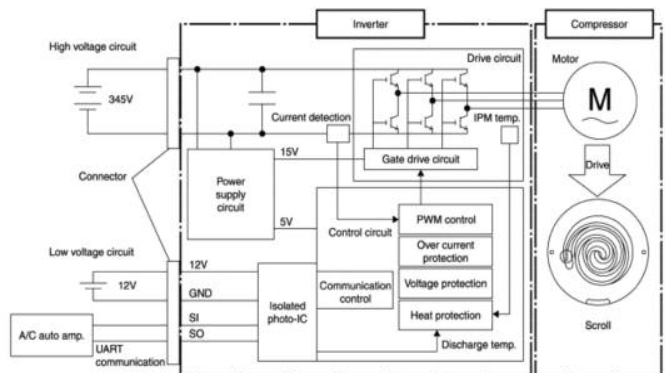 Inverter
Compressor
High voltage circuit
Drive circuit
Motor
345V
M
Current detection
IPM temp.
15V
Gate drive circuit
Connector
Power
supply
circuit
Drive
5V
Control circuit
PWM control
Over current
protection
Low voltage circuit
12V
12V
Voltage protection
GND
Isolated
photo-IC
Communication
control
Heat protection
A/C auto amp.
SI
SO
UART
communication
Discharge temp.
Scroll